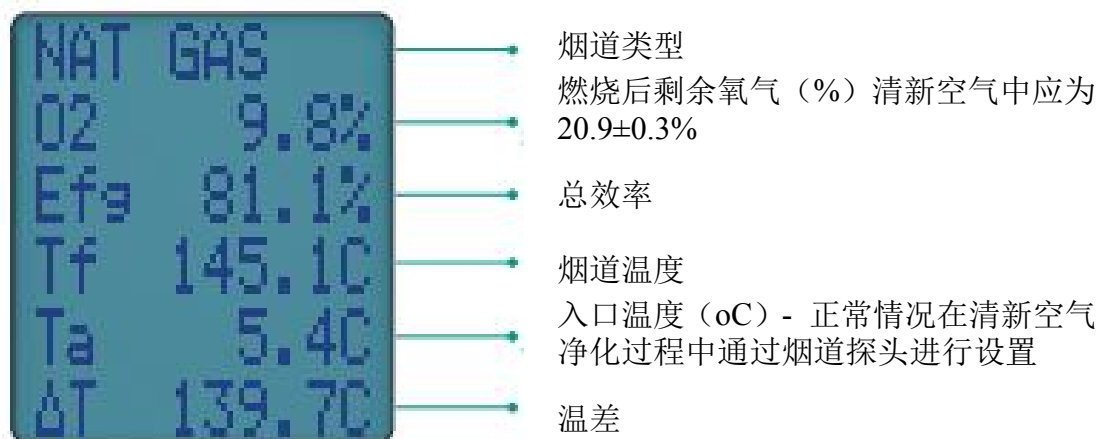 NAT GAS
烟道类型
O2 9.8%
燃烧后剩余氧气（%）清新空气中应为
20.9±0.3%
Efg 81.1%
总效率
Tf 145.1C
烟道温度
Ta 5.4C
入口温度（oC）- 正常情况在清新空气
净化过程中通过烟道探头进行设置
ΔT 139.7C
温差